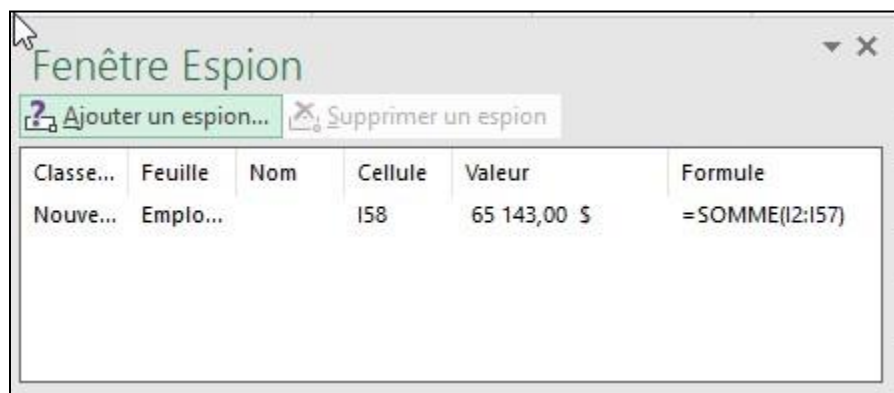 Fenêtre Espion
Ajouter un espion... Supprimer un espion
Classe... Feuille Nom Cellule Valeur Formule
Nouve... Emplo... I58 65 143,00 $ =SOMME(I2:I57)